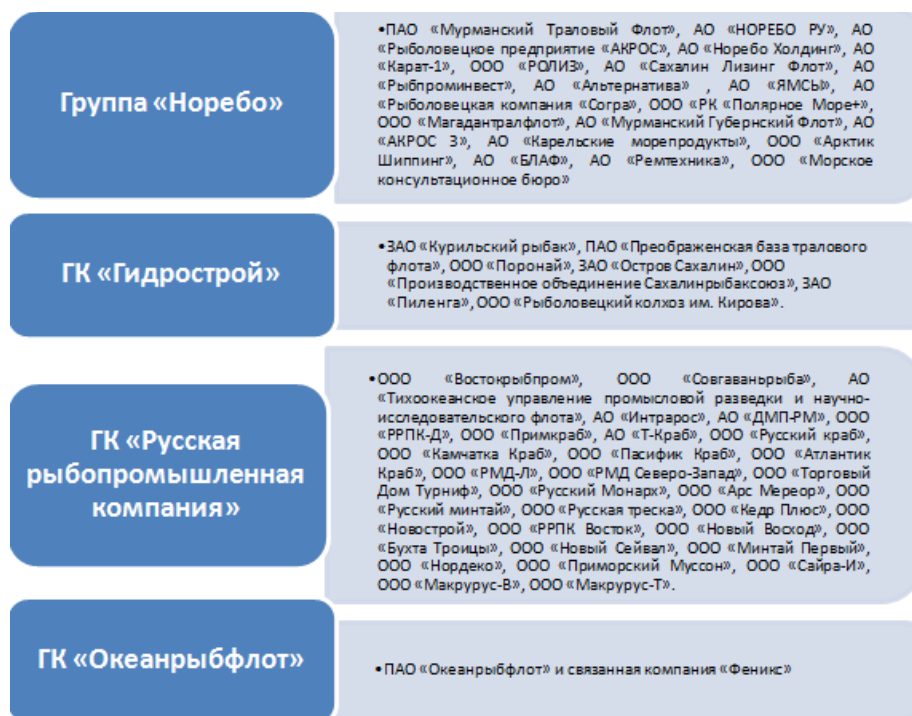 Группа «Норебо»
•ПАО «Мурманский Траловый Флот», АО «НОРЕБО РУ», АО
«Рыболовецкое предприятие «АКРОС», АО «Норебо Холдинг», АО
«Карат-1», ООО «РОЛИЗ», АО «Сахалин Лизинг Флот», АО
«Рыбпроминвест», АО «Альтернатива» , АО «ЯМСЫ», АО
«Рыболовецкая компания «Согра», ООО «РК «Полярное Море+»,
ООО «Магадантралфлот», АО «Мурманский Губернский Флот», АО
«АКРОС 3», АО «Карельские морепродукты», ООО «Арктик
Шиппинг», АО «БЛАФ», АО «Ремтехника», ООО «Морское
консультационное бюро»
ГК «Гидрострой»
•ЗАО «Курильский рыбак», ПАО «Преображенская база тралового
флота», ООО «Поронай», ЗАО «Остров Сахалин», ООО
«Производственное объединение Сахалинрыбаксоюз», ЗАО
«Пиленга», ООО «Рыболовецкий колхоз им. Кирова».
ГК «Русская
рыбопромышленная
компания»
•ООО «Востокрыбпром», ООО «Совгаваньрыба», АО
«Тихоокеанское управление промысловой разведки и научно-
исследовательского флота», АО «Интрарос», АО «ДМП-РМ», ООО
«РРПК-Д», ООО «Примкраб», АО «Т-Краб», ООО «Русский краб»,
ООО «Камчатка Краб», ООО «Пасифик Краб», ООО «Атлантик
Краб», ООО «РМД-Л», ООО «РМД Северо-Запад», ООО «Торговый
Дом Турниф», ООО «Русский Монарх», ООО «Арс Мереор», ООО
«Русский минтай», ООО «Русская треска», ООО «Кедр Плюс», ООО
«Новострой», ООО «РРПК Восток», ООО «Новый Восход», ООО
«Бухта Троицы», ООО «Новый Сейвал», ООО «Минтай Первый»,
ООО «Нордеко», ООО «Приморский Муссон», ООО «Сайра-И»,
ООО «Макрурус-В», ООО «Макрурус-Т».
ГК «Океанрыбфлот»
•ПАО «Океанрыбфлот» и связанная компания «Феникс»